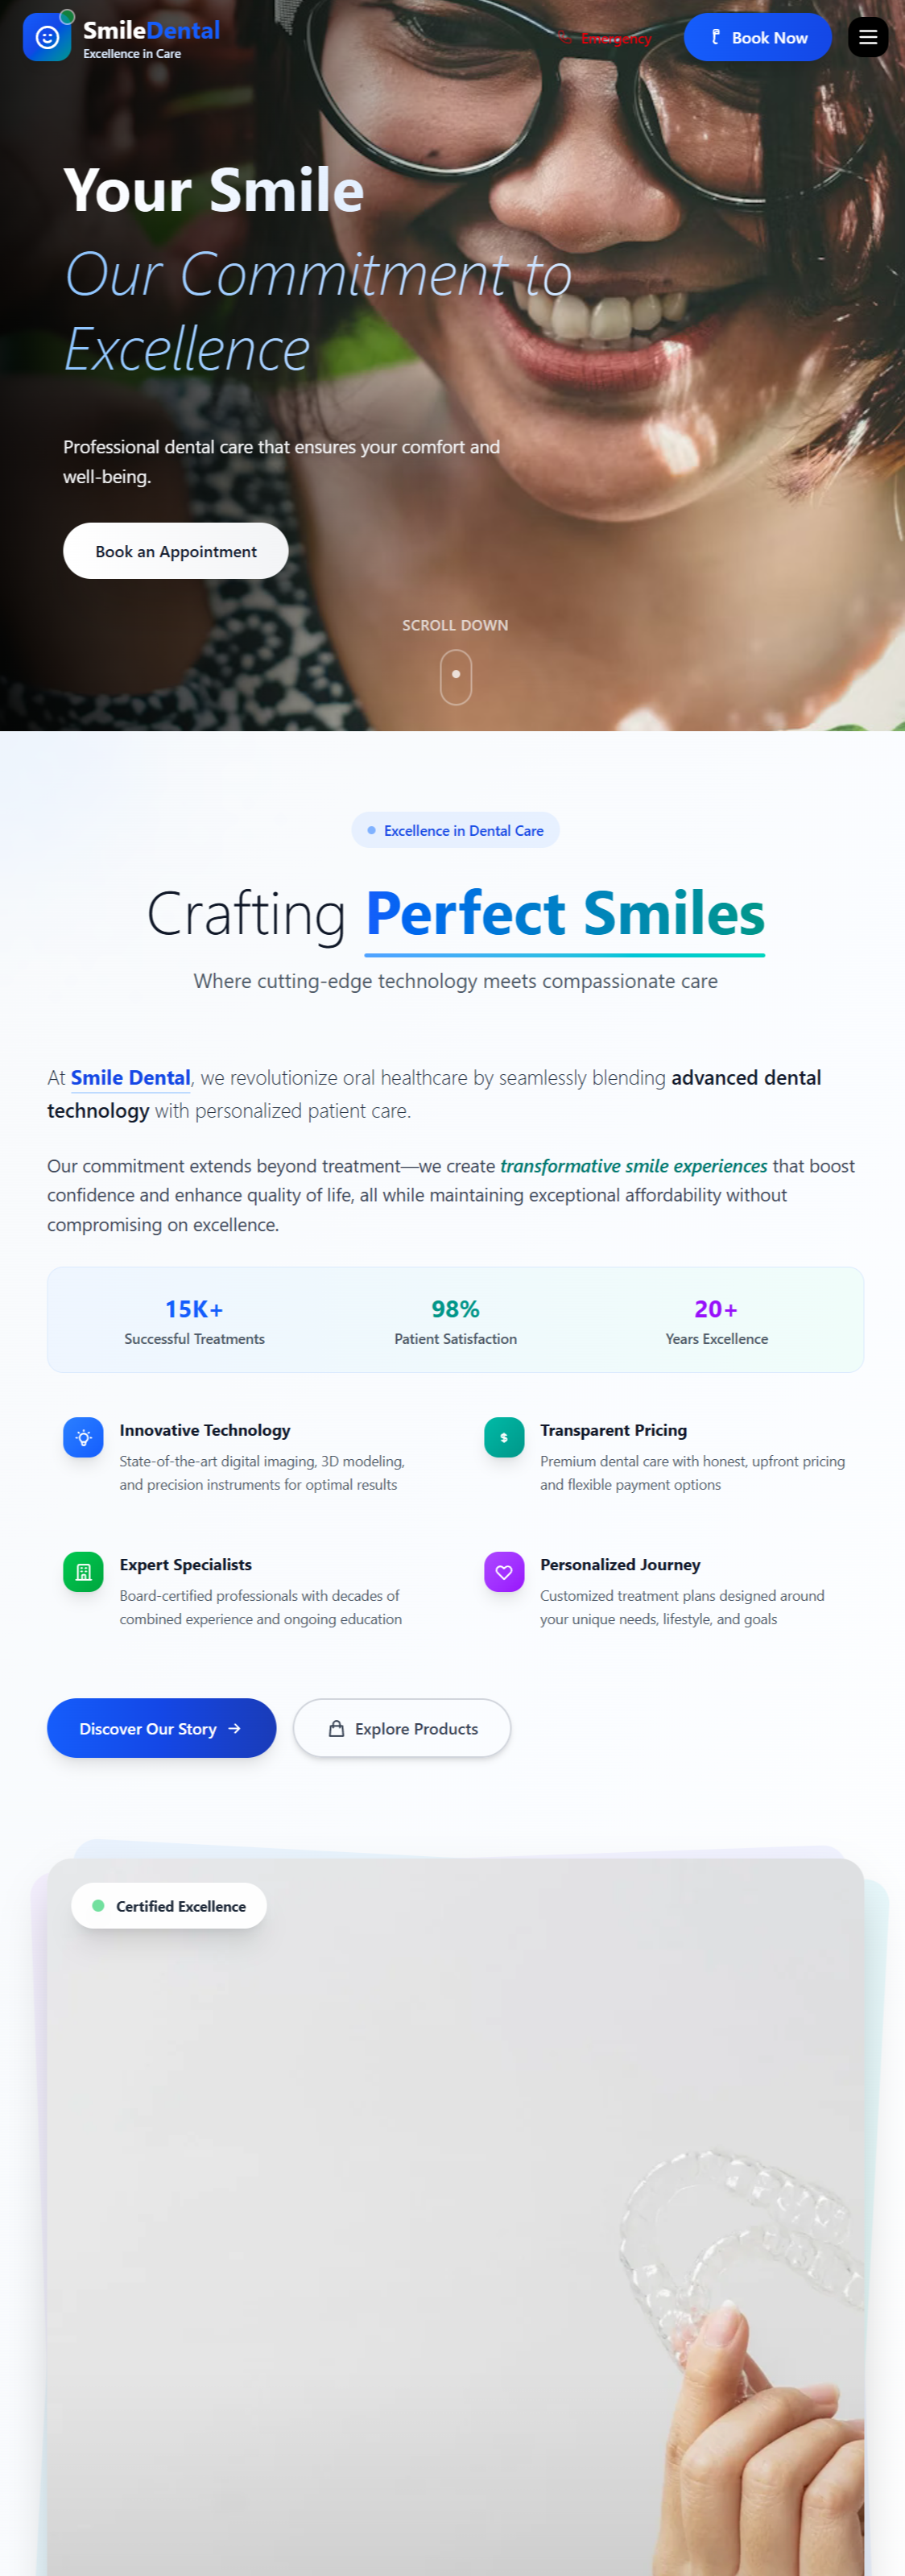 SmileDental
Excellence in Care
Emergency
Book Now
Your Smile
Our Commitment to
Excellence
Professional dental care that ensures your comfort and
well-being.
Book an Appointment
SCROLL DOWN
Excellence in Dental Care
Crafting Perfect Smiles
Where cutting-edge technology meets compassionate care
At Smile Dental, we revolutionize oral healthcare by seamlessly blending advanced dental
technology with personalized patient care.
Our commitment extends beyond treatment—we create transformative smile experiences that boost
confidence and enhance quality of life, all while maintaining exceptional affordability without
compromising on excellence.
15K+
Successful Treatments
98%
Patient Satisfaction
20+
Years Excellence
Innovative Technology
State-of-the-art digital imaging, 3D modeling,
and precision instruments for optimal results
$
Transparent Pricing
Premium dental care with honest, upfront pricing
and flexible payment options
Expert Specialists
Board-certified professionals with decades of
combined experience and ongoing education
Personalized Journey
Customized treatment plans designed around
your unique needs, lifestyle, and goals
Discover Our Story →
Explore Products
Certified Excellence